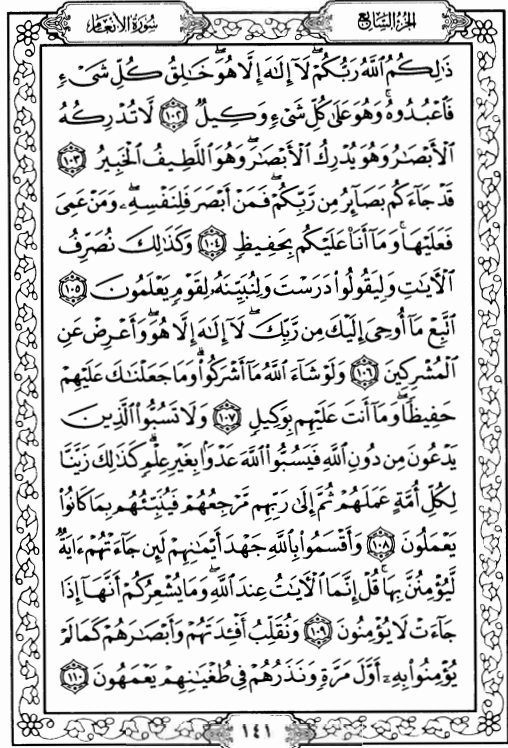 الجزء السابع
سورة الأنعام
ذَٰلِكُمُ ٱللَّهُ رَبُّكُمْ ۖ لَآ إِلَٰهَ إِلَّا هُوَ ۖ خَٰلِقُ كُلِّ شَىْءٍ
فَٱعْبُدُوهُ ۚ وَهُوَ عَلَىٰ كُلِّ شَىْءٍ وَكِيلٌ ١٠٢ لَّا تُدْرِكُهُ
ٱلْأَبْصَٰرُ وَهُوَ يُدْرِكُ ٱلْأَبْصَٰرَ ۖ وَهُوَ ٱللَّطِيفُ ٱلْخَبِيرُ ١٠٣
قَدْ جَآءَكُم بَصَآئِرُ مِن رَّبِّكُمْ ۖ فَمَنْ أَبْصَرَ فَلِنَفْسِهِۦ ۖ وَمَنْ عَمِىَ
فَعَلَيْهَا ۚ وَمَآ أَنَا۠ عَلَيْكُم بِحَفِيظٍ ١٠٤ وَكَذَٰلِكَ نُصَرِّفُ
ٱلْءَايَٰتِ وَلِيَقُولُوا۟ دَرَسْتَ وَلِنُبَيِّنَهُۥ لِقَوْمٍ يَعْلَمُونَ ١٠٥
ٱتَّبِعْ مَآ أُوحِىَ إِلَيْكَ مِن رَّبِّكَ ۖ لَآ إِلَٰهَ إِلَّا هُوَ ۖ وَأَعْرِضْ عَنِ
ٱلْمُشْرِكِينَ ١٠٦ وَلَوْ شَآءَ ٱللَّهُ مَآ أَشْرَكُوا۟ ۗ وَمَا جَعَلْنَٰكَ عَلَيْهِمْ
حَفِيظًا ۖ وَمَآ أَنتَ عَلَيْهِم بِوَكِيلٍ ١٠٧ وَلَا تَسُبُّوا۟ ٱلَّذِينَ
يَدْعُونَ مِن دُونِ ٱللَّهِ فَيَسُبُّوا۟ ٱللَّهَ عَدْوًۢا بِغَيْرِ عِلْمٍ ۗ كَذَٰلِكَ زَيَّنَّا
لِكُلِّ أُمَّةٍ عَمَلَهُمْ ثُمَّ إِلَىٰ رَبِّهِم مَّرْجِعُهُمْ فَيُنَبِّئُهُم بِمَا كَانُوا۟
يَعْمَلُونَ ١٠٨ وَأَقْسَمُوا۟ بِٱللَّهِ جَهْدَ أَيْمَٰنِهِمْ لَئِن جَآءَتْهُمْ ءَايَةٌ
لَّيُؤْمِنُنَّ بِهَا ۚ قُلْ إِنَّمَا ٱلْءَايَٰتُ عِندَ ٱللَّهِ ۖ وَمَا يُشْعِرُكُمْ أَنَّهَآ إِذَا
جَآءَتْ لَا يُؤْمِنُونَ ١٠٩ وَنُقَلِّبُ أَفْـِٔدَتَهُمْ وَأَبْصَٰرَهُمْ كَمَا لَمْ
يُؤْمِنُوا۟ بِهِۦٓ أَوَّلَ مَرَّةٍ وَنَذَرُهُمْ فِى طُغْيَٰنِهِمْ يَعْمَهُونَ ١١٠
١٤١